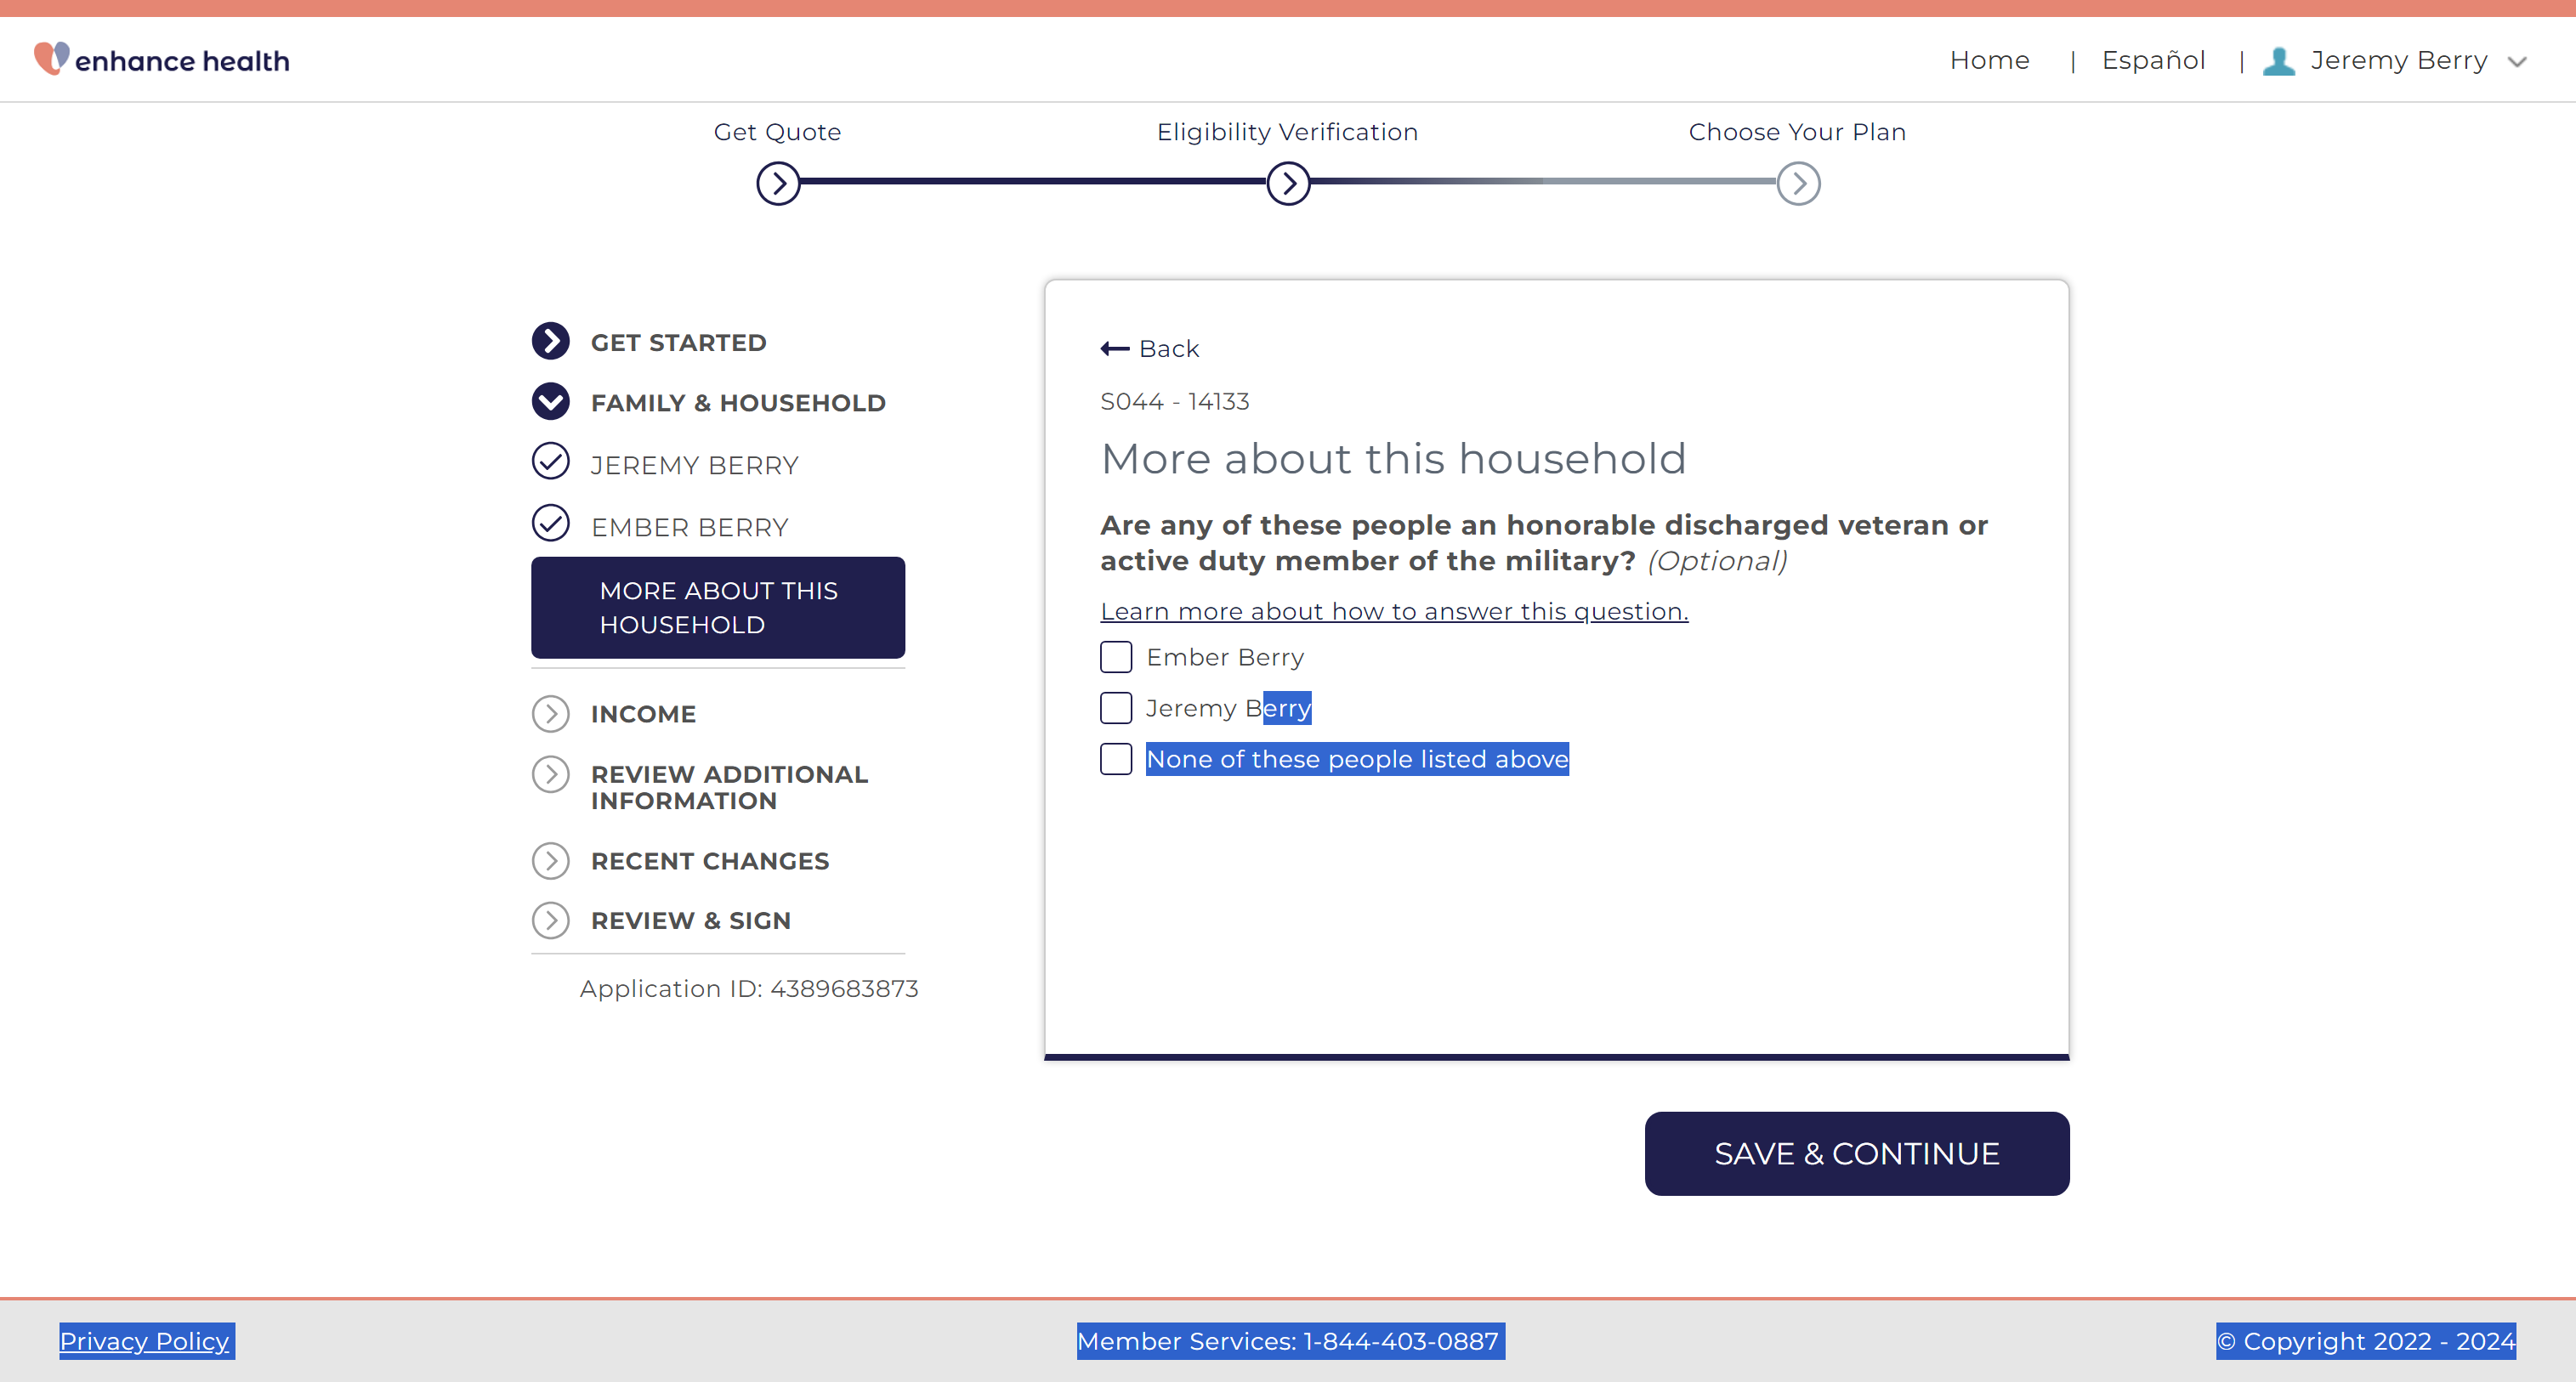 enhance health
Home | Español | Jeremy Berry
Get Quote
Eligibility Verification
Choose Your Plan
GET STARTED
FAMILY & HOUSEHOLD
JEREMY BERRY
EMBER BERRY
MORE ABOUT THIS
HOUSEHOLD
INCOME
REVIEW ADDITIONAL
INFORMATION
RECENT CHANGES
REVIEW & SIGN
Application ID: 4389683873
Back
S044 - 14133
More about this household
Are any of these people an honorable discharged veteran or
active duty member of the military? (Optional)
Learn more about how to answer this question.
Ember Berry
Jeremy Berry
None of these people listed above
SAVE & CONTINUE
Privacy Policy
Member Services: 1-844-403-0887
© Copyright 2022 - 2024